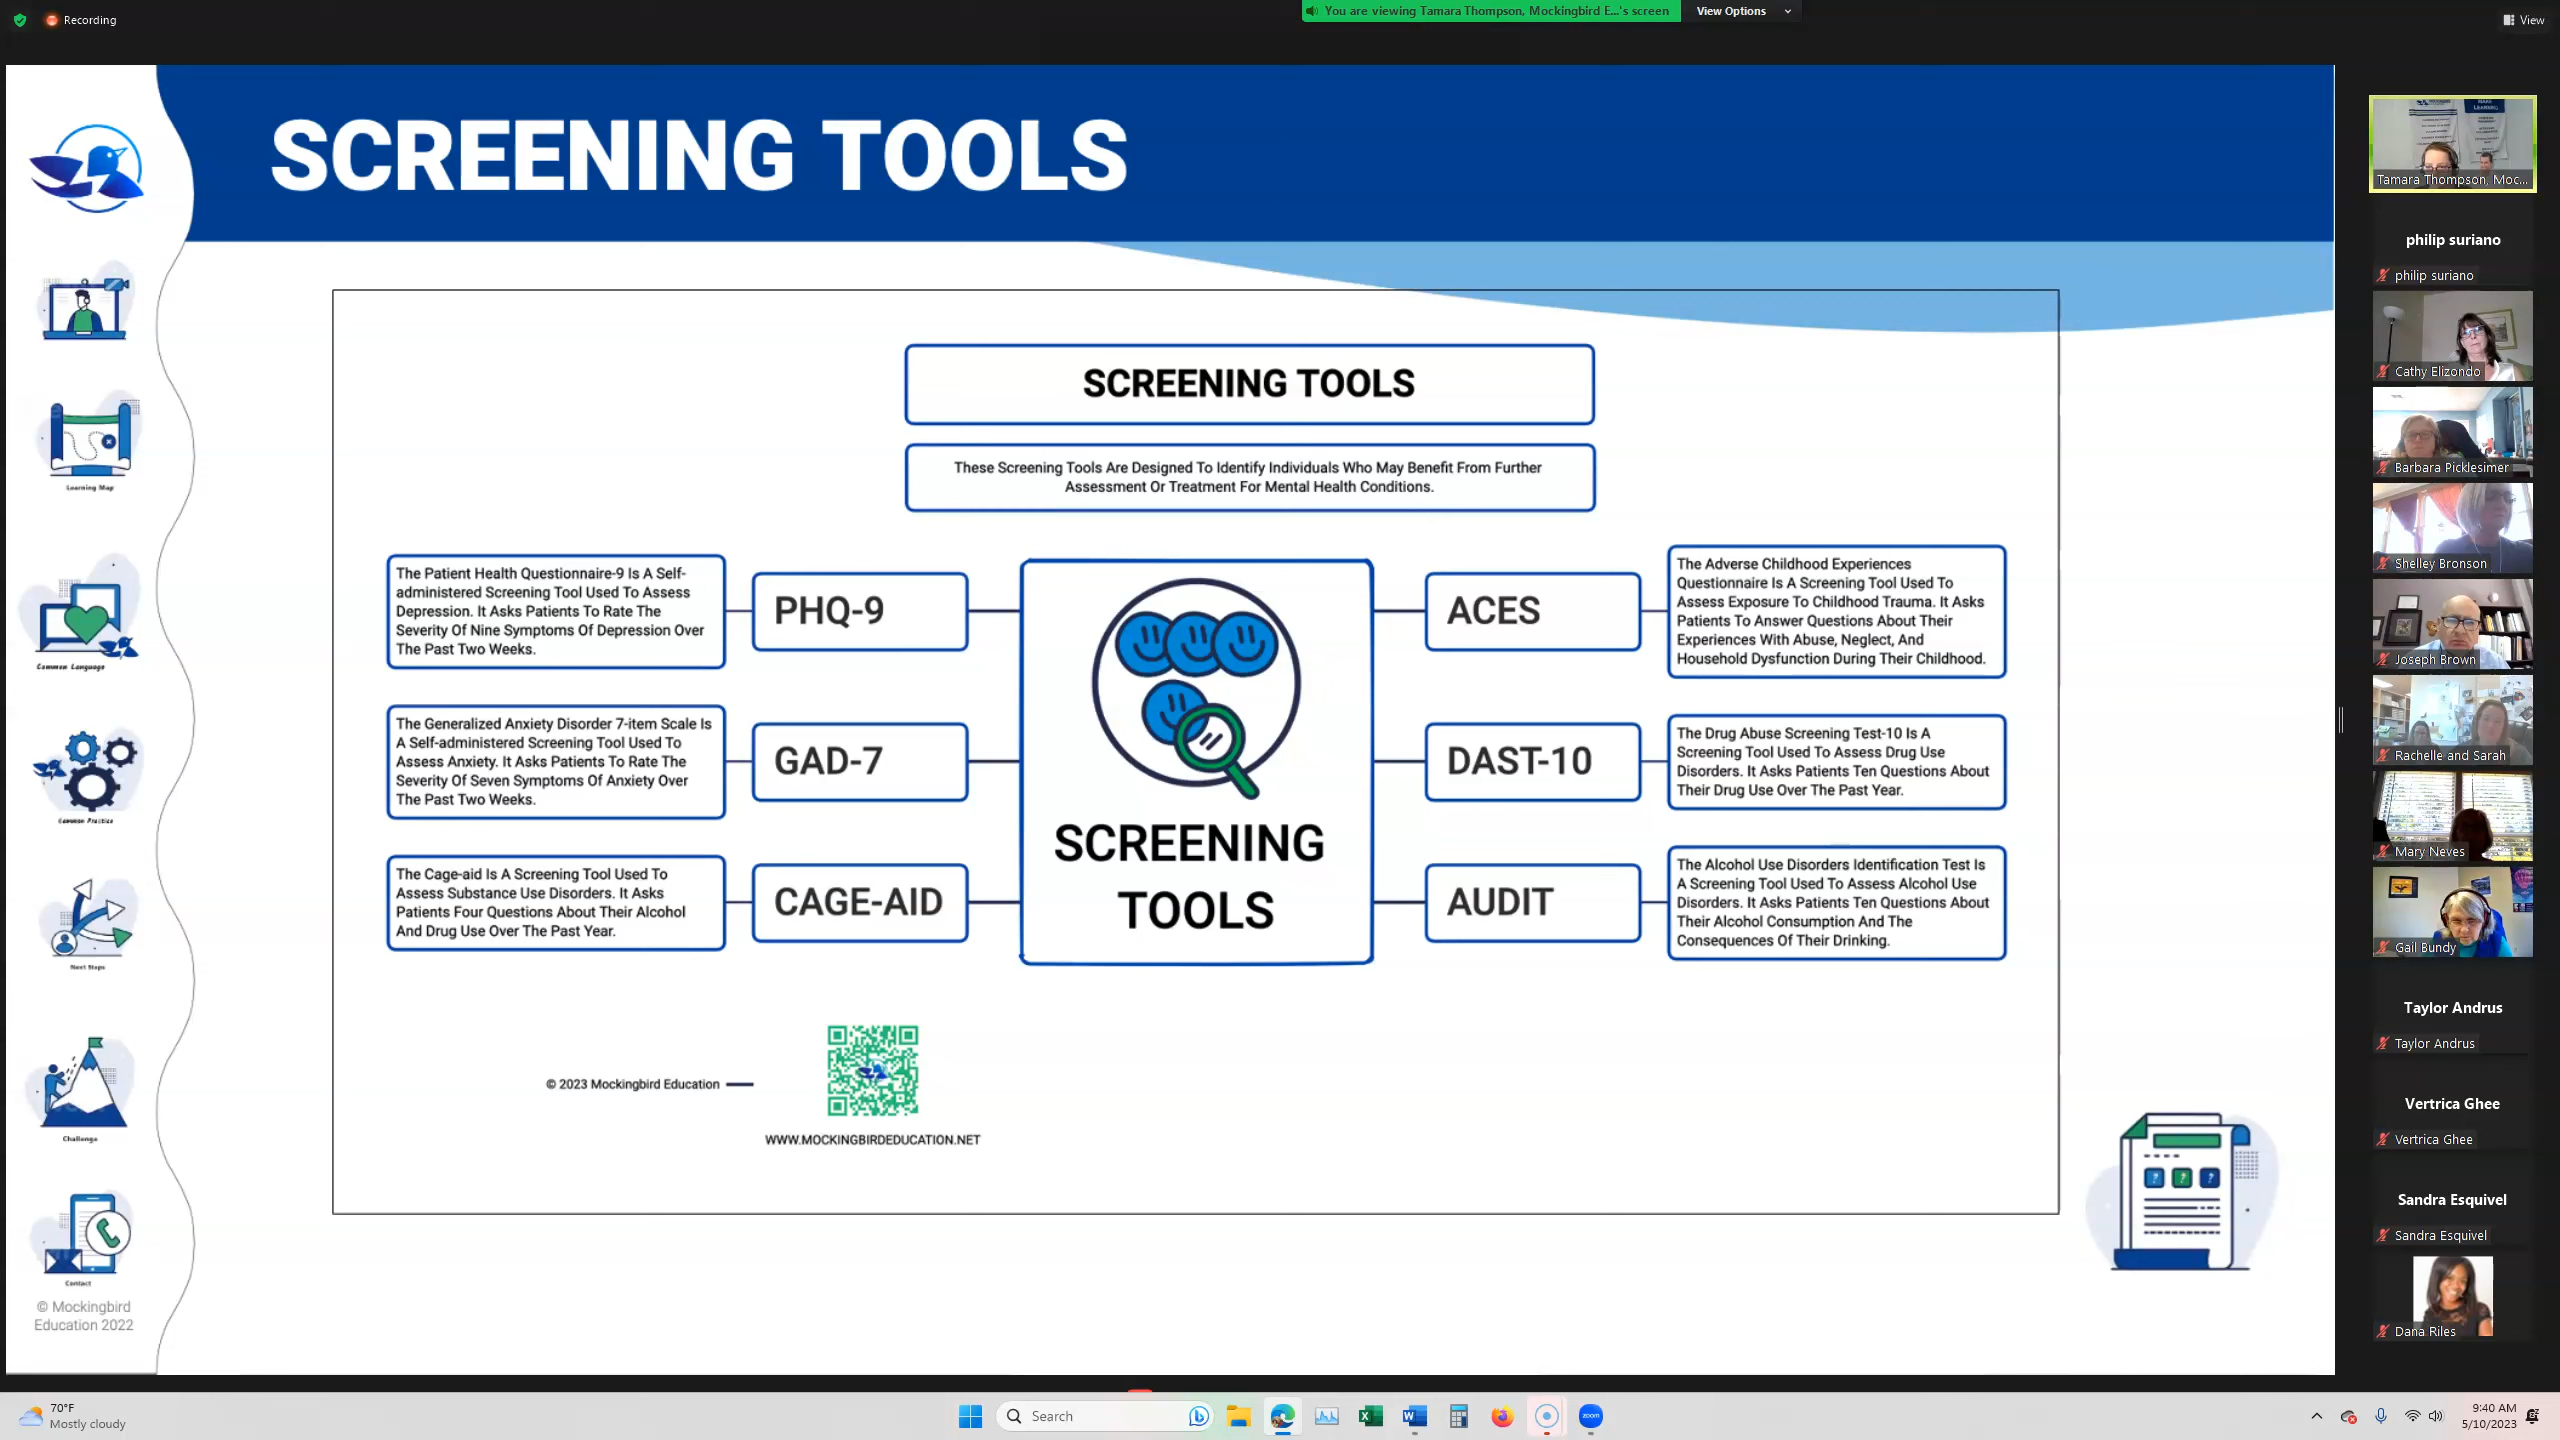 Recording
You are viewing Tamara Thompson, Mockingbird E...'s screen
View Options
View
SCREENING TOOLS
Learning Map
Common Language
Common Practice
Next Steps
Challenge
Contact
© Mockingbird
Education 2022
SCREENING TOOLS
These Screening Tools Are Designed To Identify Individuals Who May Benefit From Further
Assessment Or Treatment For Mental Health Conditions.
The Patient Health Questionnaire-9 Is A Self-
administered Screening Tool Used To Assess
Depression. It Asks Patients To Rate The
Severity Of Nine Symptoms Of Depression Over
The Past Two Weeks.
PHQ-9
The Generalized Anxiety Disorder 7-item Scale Is
A Self-administered Screening Tool Used To
Assess Anxiety. It Asks Patients To Rate The
Severity Of Seven Symptoms Of Anxiety Over
The Past Two Weeks.
GAD-7
The Cage-aid Is A Screening Tool Used To
Assess Substance Use Disorders. It Asks
Patients Four Questions About Their Alcohol
And Drug Use Over The Past Year.
CAGE-AID
SCREENING
TOOLS
ACES
The Adverse Childhood Experiences
Questionnaire Is A Screening Tool Used To
Assess Exposure To Childhood Trauma. It Asks
Patients To Answer Questions About Their
Experiences With Abuse, Neglect, And
Household Dysfunction During Their Childhood.
DAST-10
The Drug Abuse Screening Test-10 Is A
Screening Tool Used To Assess Drug Use
Disorders. It Asks Patients Ten Questions About
Their Drug Use Over The Past Year.
AUDIT
The Alcohol Use Disorders Identification Test Is
A Screening Tool Used To Assess Alcohol Use
Disorders. It Asks Patients Ten Questions About
Their Alcohol Consumption And The
Consequences Of Their Drinking.
© 2023 Mockingbird Education
WWW.MOCKINGBIRDEDUCATION.NET
Tamara Thompson, Moc...
philip suriano
philip suriano
Cathy Elizondo
Barbara Picklesimer
Shelley Bronson
Joseph Brown
Rachelle and Sarah
Mary Neves
Gail Bundy
Taylor Andrus
Taylor Andrus
Vertrica Ghee
Vertrica Ghee
Sandra Esquivel
Sandra Esquivel
Dana Riles
70°F
Mostly cloudy
Search
zoom
9:40 AM
5/10/2023